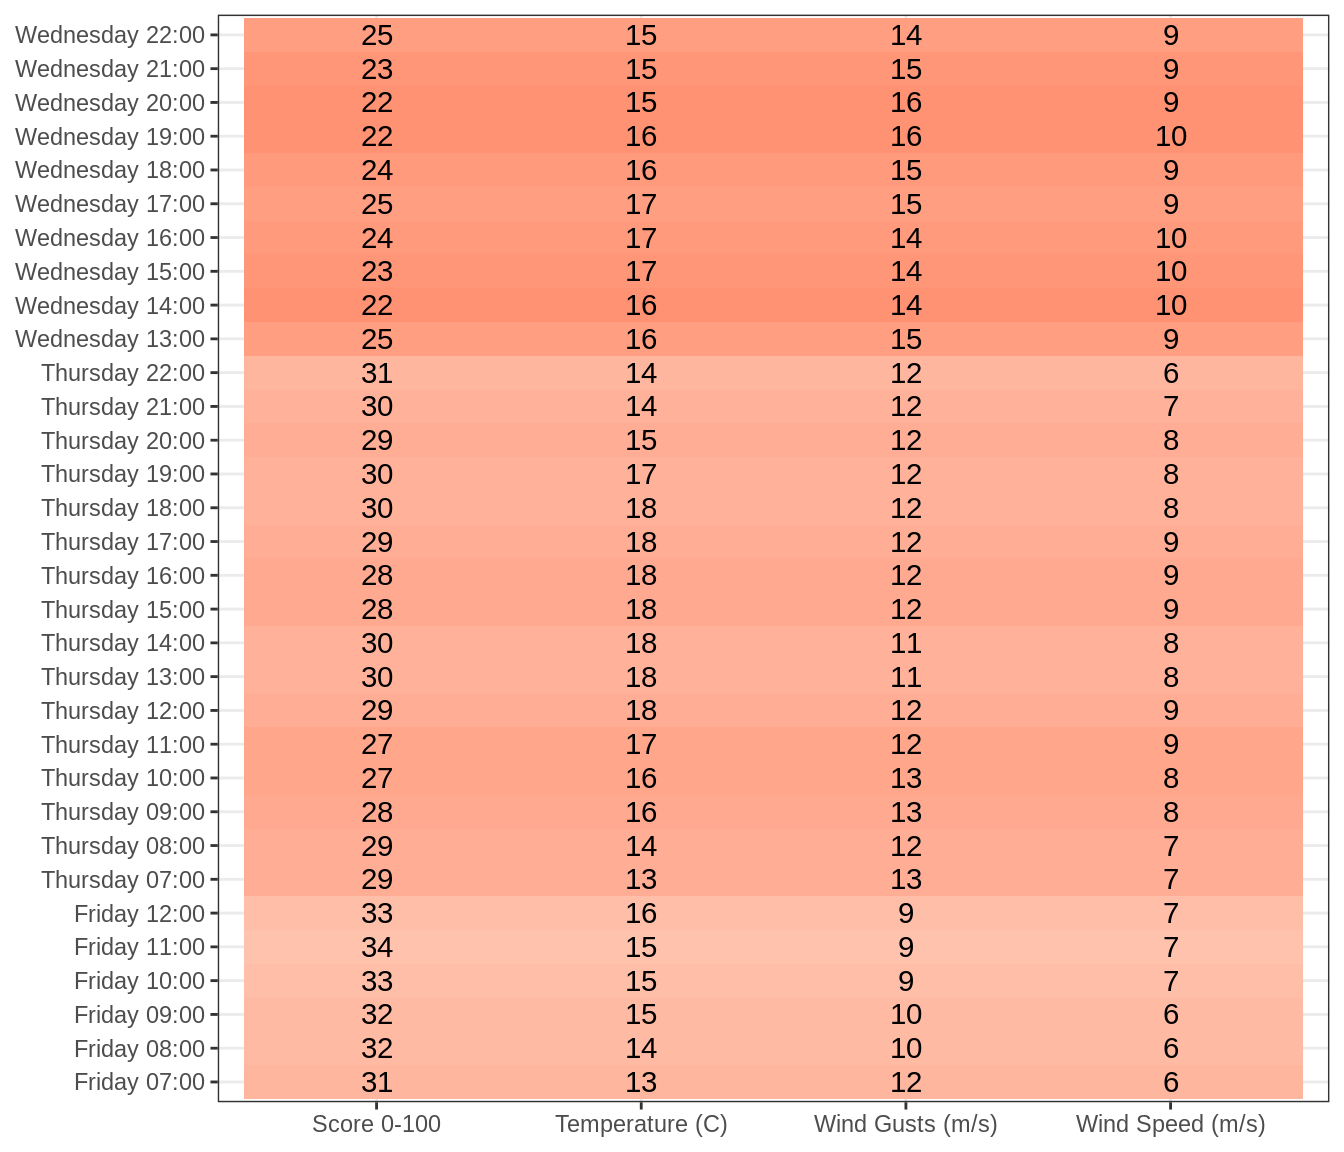 Wednesday 22:00 25 15 14 9
Wednesday 21:00 23 15 15 9
Wednesday 20:00 22 15 16 9
Wednesday 19:00 22 16 16 10
Wednesday 18:00 24 16 15 9
Wednesday 17:00 25 17 15 9
Wednesday 16:00 24 17 14 10
Wednesday 15:00 23 17 14 10
Wednesday 14:00 22 16 14 10
Wednesday 13:00 25 16 15 9
Thursday 22:00 31 14 12 6
Thursday 21:00 30 14 12 7
Thursday 20:00 29 15 12 8
Thursday 19:00 30 17 12 8
Thursday 18:00 30 18 12 8
Thursday 17:00 29 18 12 9
Thursday 16:00 28 18 12 9
Thursday 15:00 28 18 12 9
Thursday 14:00 30 18 11 8
Thursday 13:00 30 18 11 8
Thursday 12:00 29 18 12 9
Thursday 11:00 27 17 12 9
Thursday 10:00 27 16 13 8
Thursday 09:00 28 16 13 8
Thursday 08:00 29 14 12 7
Thursday 07:00 29 13 13 7
Friday 12:00 33 16 9 7
Friday 11:00 34 15 9 7
Friday 10:00 33 15 9 7
Friday 09:00 32 15 10 6
Friday 08:00 32 14 10 6
Friday 07:00 31 13 12 6
Score 0-100 Temperature (C) Wind Gusts (m/s) Wind Speed (m/s)